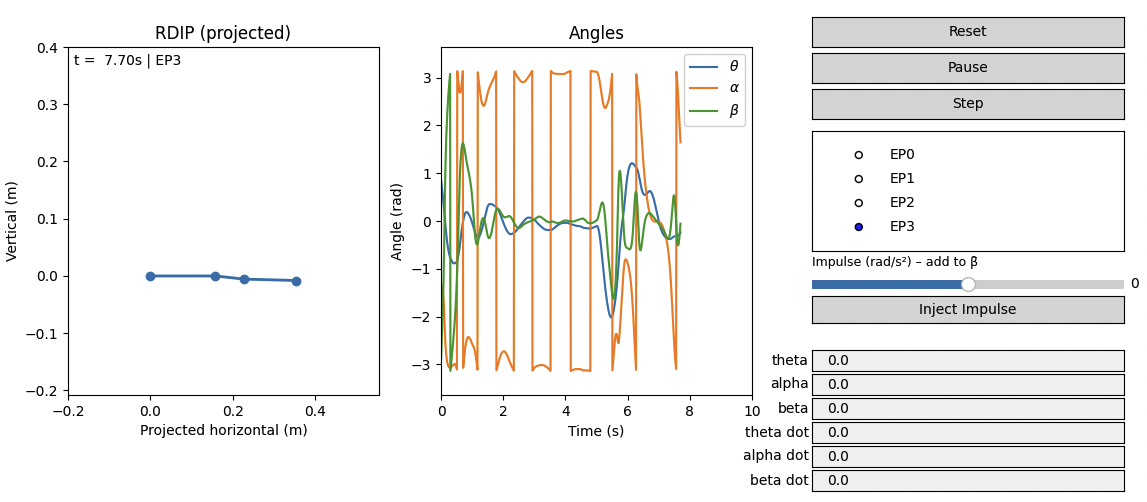 RDIP (projected)
t =  7.70s | EP3
Vertical (m)
0.4
0.3
0.2
0.1
0.0
−0.1
−0.2
−0.2
0.0
0.2
0.4
Projected horizontal (m)
Angles
θ
α
β
Angle (rad)
3
2
1
0
−1
−2
−3
0
2
4
6
8
10
Time (s)
Reset
Pause
Step
EP0
EP1
EP2
EP3
Impulse (rad/s²) – add to β̈
0
Inject Impulse
theta 0.0
alpha 0.0
beta 0.0
theta dot 0.0
alpha dot 0.0
beta dot 0.0